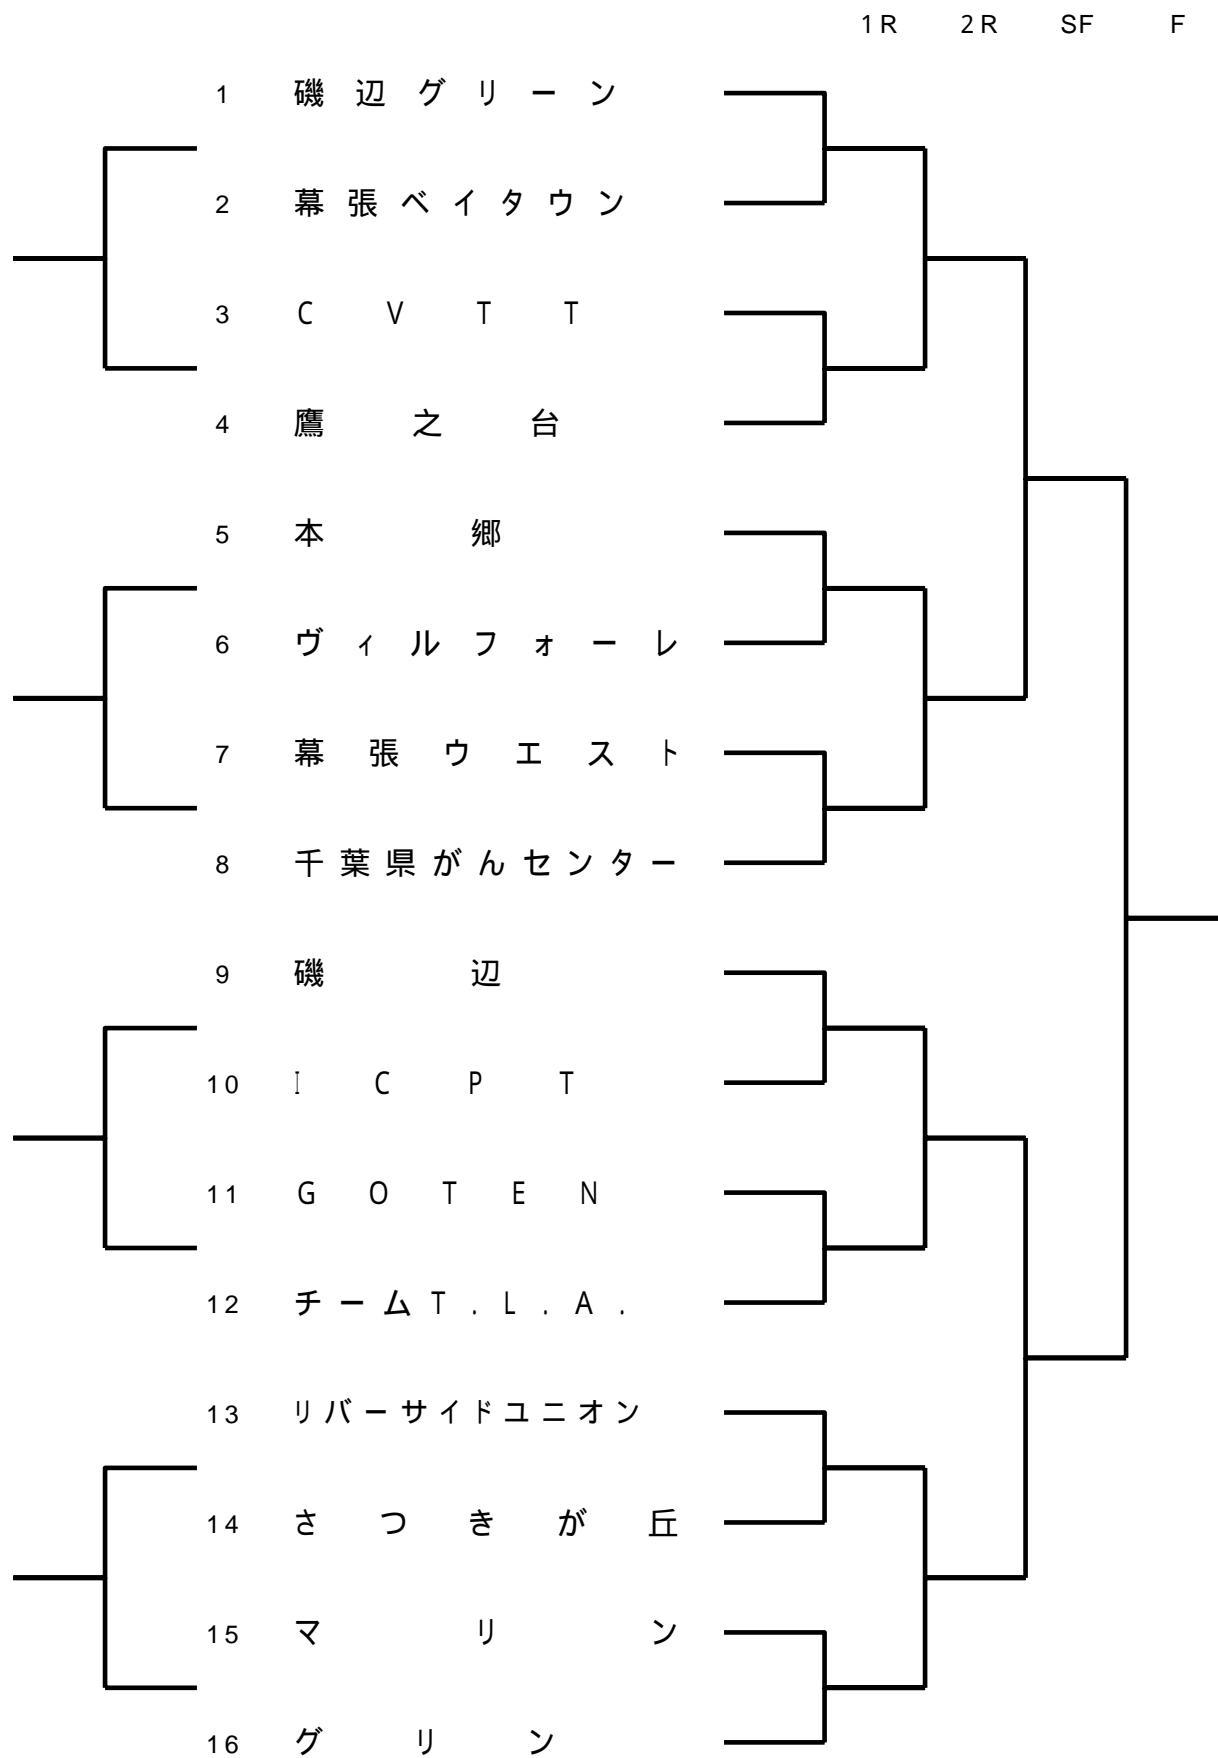 1R 2R SF F
1 磯辺グリーン
2 幕張ベイタウン
3 CVTT
4 鷹之台
5 本郷
6 ヴィルフォーレ
7 幕張ウエスト
8 千葉県がんセンター
9 磯辺
10 ICPT
11 GOTEN
12 チームT.L.A.
13 リバーサイドユニオン
14 さつきが丘
15 マリン
16 グリン